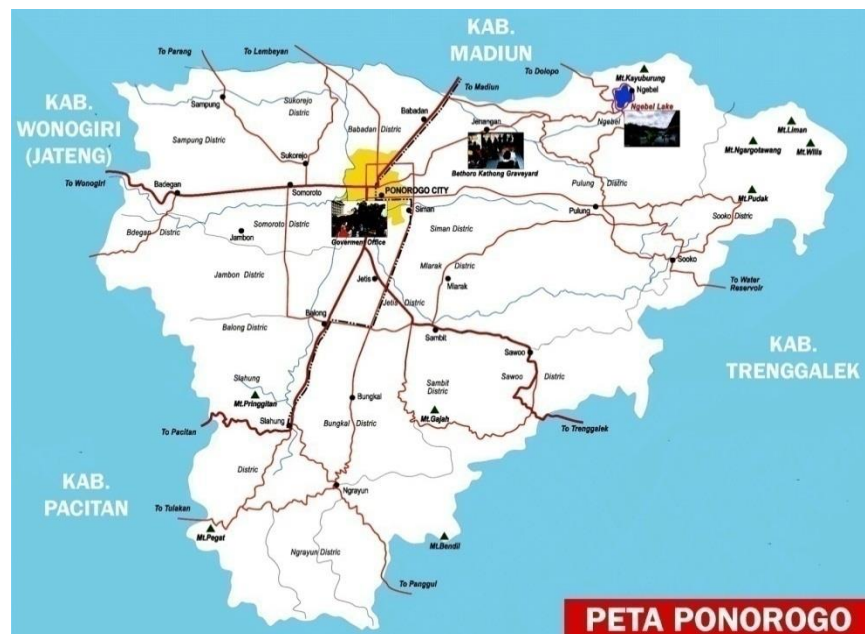 KAB.
MADIUN
To Parang
To Lembeyan
To Dolopo
Mt.Kayuburung
Ngebel
To Madiun
KAB.
WONOGIRI
(JATENG)
Sampung
Sukorejo
Distric
Babadan
Ngebel Lake
Mt.Liman
Sampung Distric
Babadan
Distric
Jenangan
Ngebel
Mt.Ngargotawang
Mt.Wilis
Sukorejo
Bethoro Kathong Graveyard
To Wonogiri
Badegan
Somoroto
PONOROGO CITY
Pulung
Distric
Mt.Pudak
Siman
Pulung
Sooko Distric
Bdegan Distric
Somoroto Distric
Jambon
Goverment Office
Siman Distric
Jambon Distric
Jetis
Mlarak
Distric
Mlarak
Sooko
To Water
Reservoir
Jetis Distric
Balong Distric
Balong
Sambit
KAB.
TRENGGALEK
Sawoo
Slahung
Mt.Pringgitan
Bungkal
Sambit
Distric
Sawoo Distric
Mt.Gajah
To Pacitan
Slahung
Bungkal Distric
To Trenggalek
KAB.
PACITAN
Distric
Ngrayun
To Tulakan
Mt.Pegat
Ngrayun Distric
Mt.Bendil
To Panggul
PETA PONOROGO